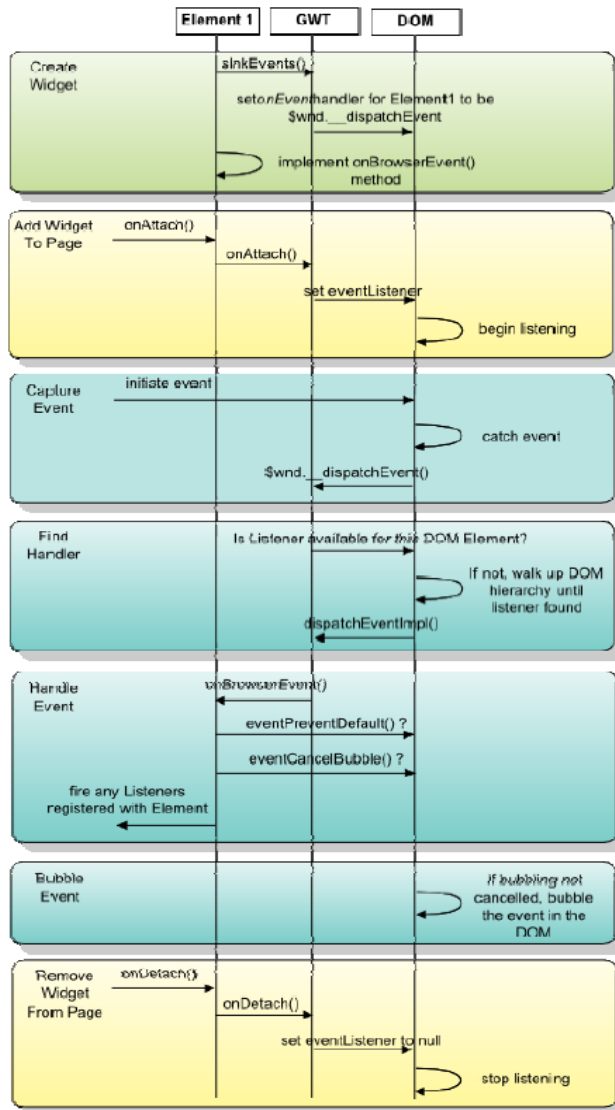 Element 1 GWT DOM
Create
Widget
sinkEvents()
setonEventhandler for Element1 to be
$wnd.__dispatchEvent
implement onBrowserEvent()
method
Add Widget
To Page
onAttach()
onAttach()
set eventListener
begin listening
Capture
Event
initiate event
catch event
$wnd.__dispatchEvent()
Find
Handler
Is Listener available for this DOM Element?
If not, walk up DOM
hierarchy until
listener found
dispatchEventImpl()
Handle
Event
onBrowserEvent()
eventPreventDefault() ?
eventCancelBubble() ?
fire any Listeners
registered with Element
Bubble
Event
If bubbling not
cancelled, bubble
the event in the
DOM
Remove
Widget
From Page
onDetach()
onDetach()
set eventListener to null
stop listening